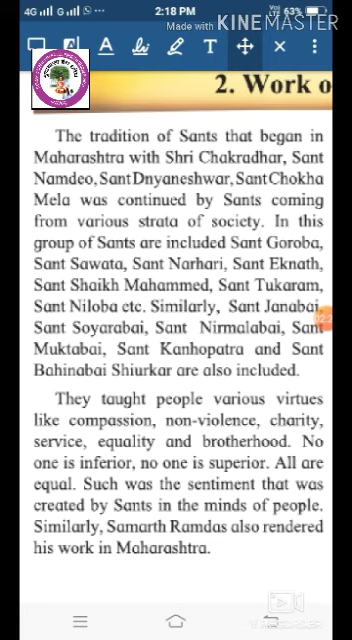 4G 4G 2:18 PM 63%
Made with KINEMASTER
A T
2. Work o
The tradition of Sants that began in
Maharashtra with Shri Chakradhar, Sant
Namdeo, Sant Dnyaneshwar, Sant Chokha
Mela was continued by Sants coming
from various strata of society. In this
group of Sants are included Sant Goroba,
Sant Sawata, Sant Narhari, Sant Eknath,
Sant Shaikh Mahammed, Sant Tukaram,
Sant Niloba etc. Similarly, Sant Janabai,
Sant Soyarabai, Sant Nirmalabai, Sant
Muktabai, Sant Kanhopatra and Sant
Bahinabai Shiurkar are also included.
They taught people various virtues
like compassion, non-violence, charity,
service, equality and brotherhood. No
one is inferior, no one is superior. All are
equal. Such was the sentiment that was
created by Sants in the minds of people.
Similarly, Samarth Ramdas also rendered
his work in Maharashtra.